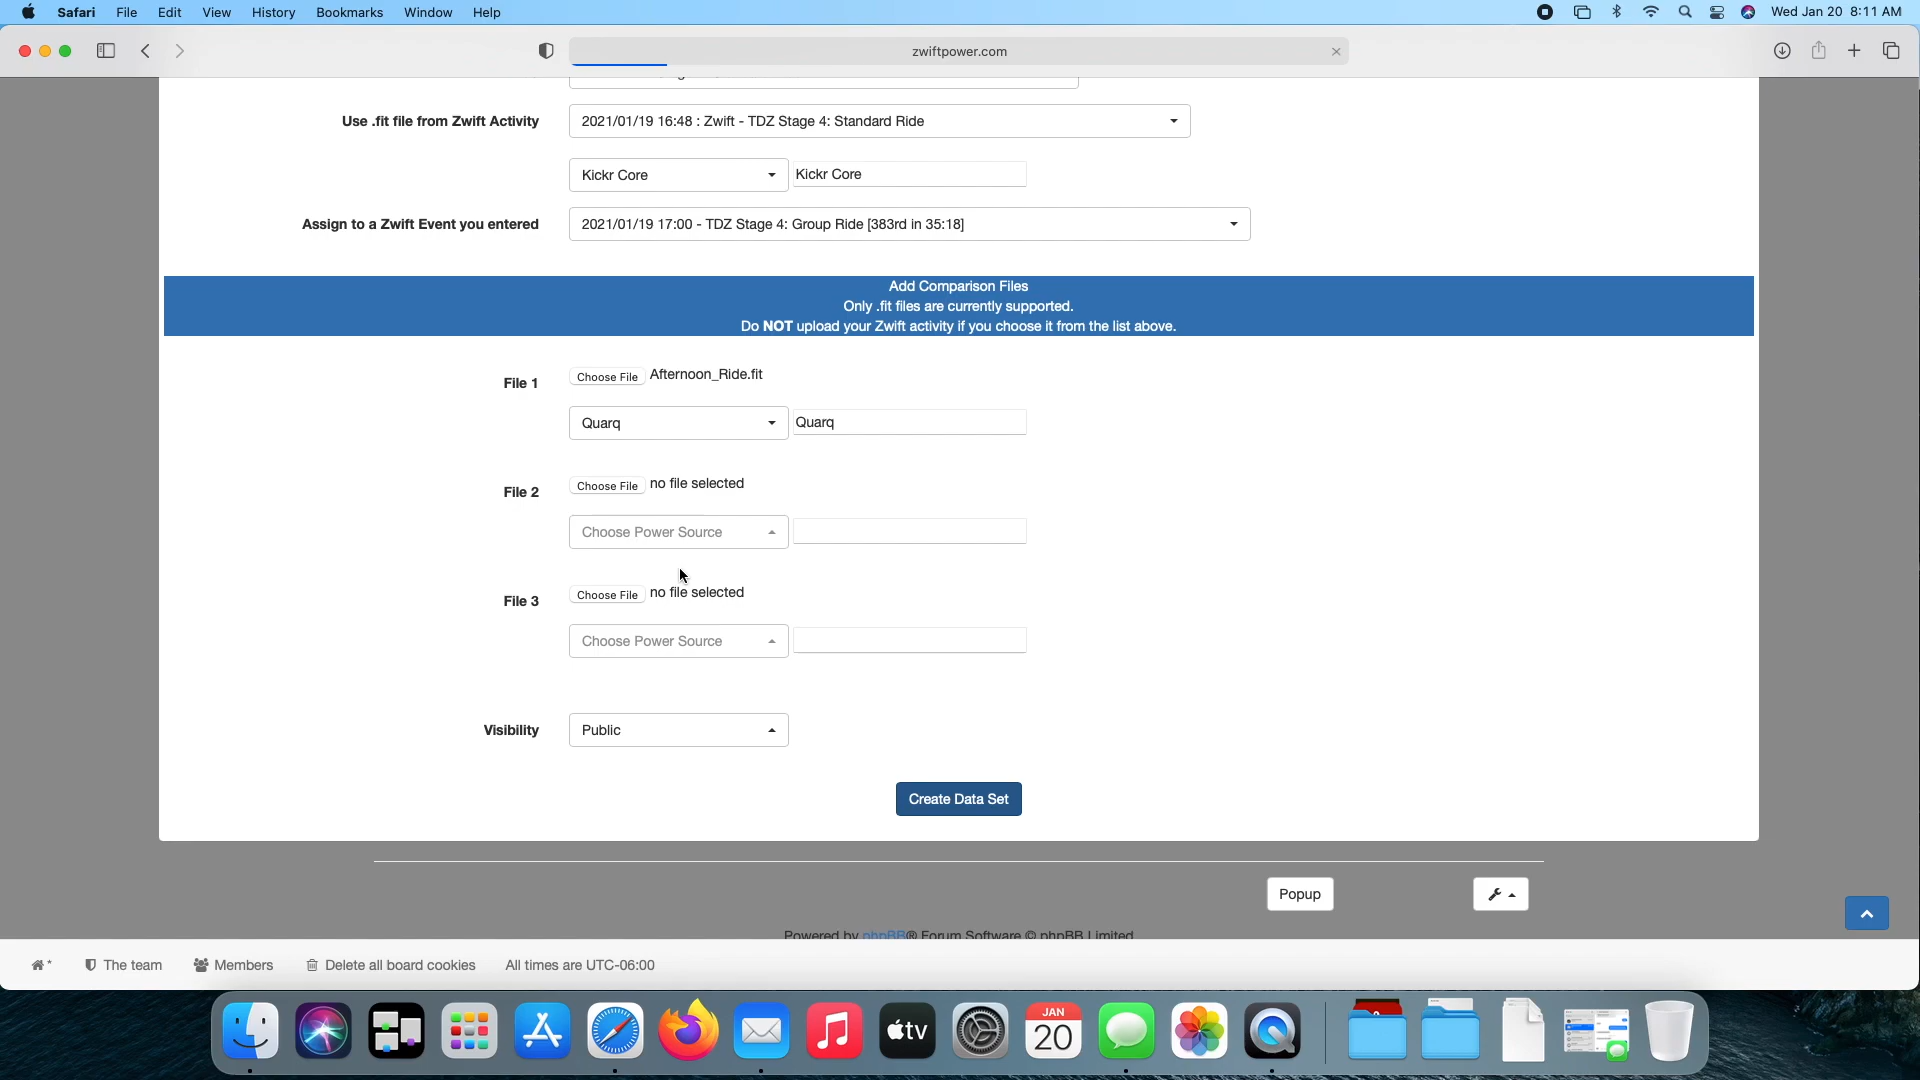 Safari File Edit View History Bookmarks Window Help Wed Jan 20 8:11 AM
zwiftpower.com
Use .fit file from Zwift Activity 2021/01/19 16:48 : Zwift - TDZ Stage 4: Standard Ride
Kickr Core Kickr Core
Assign to a Zwift Event you entered 2021/01/19 17:00 - TDZ Stage 4: Group Ride [383rd in 35:18]
Add Comparison Files
Only .fit files are currently supported.
Do NOT upload your Zwift activity if you choose it from the list above.
File 1 Choose File Afternoon_Ride.fit
Quarq Quarq
File 2 Choose File no file selected
Choose Power Source
File 3 Choose File no file selected
Choose Power Source
Visibility Public
Create Data Set
Popup
Powered by phpBB® Forum Software © phpBB Limited
The team Members Delete all board cookies All times are UTC-06:00
tv JAN
20